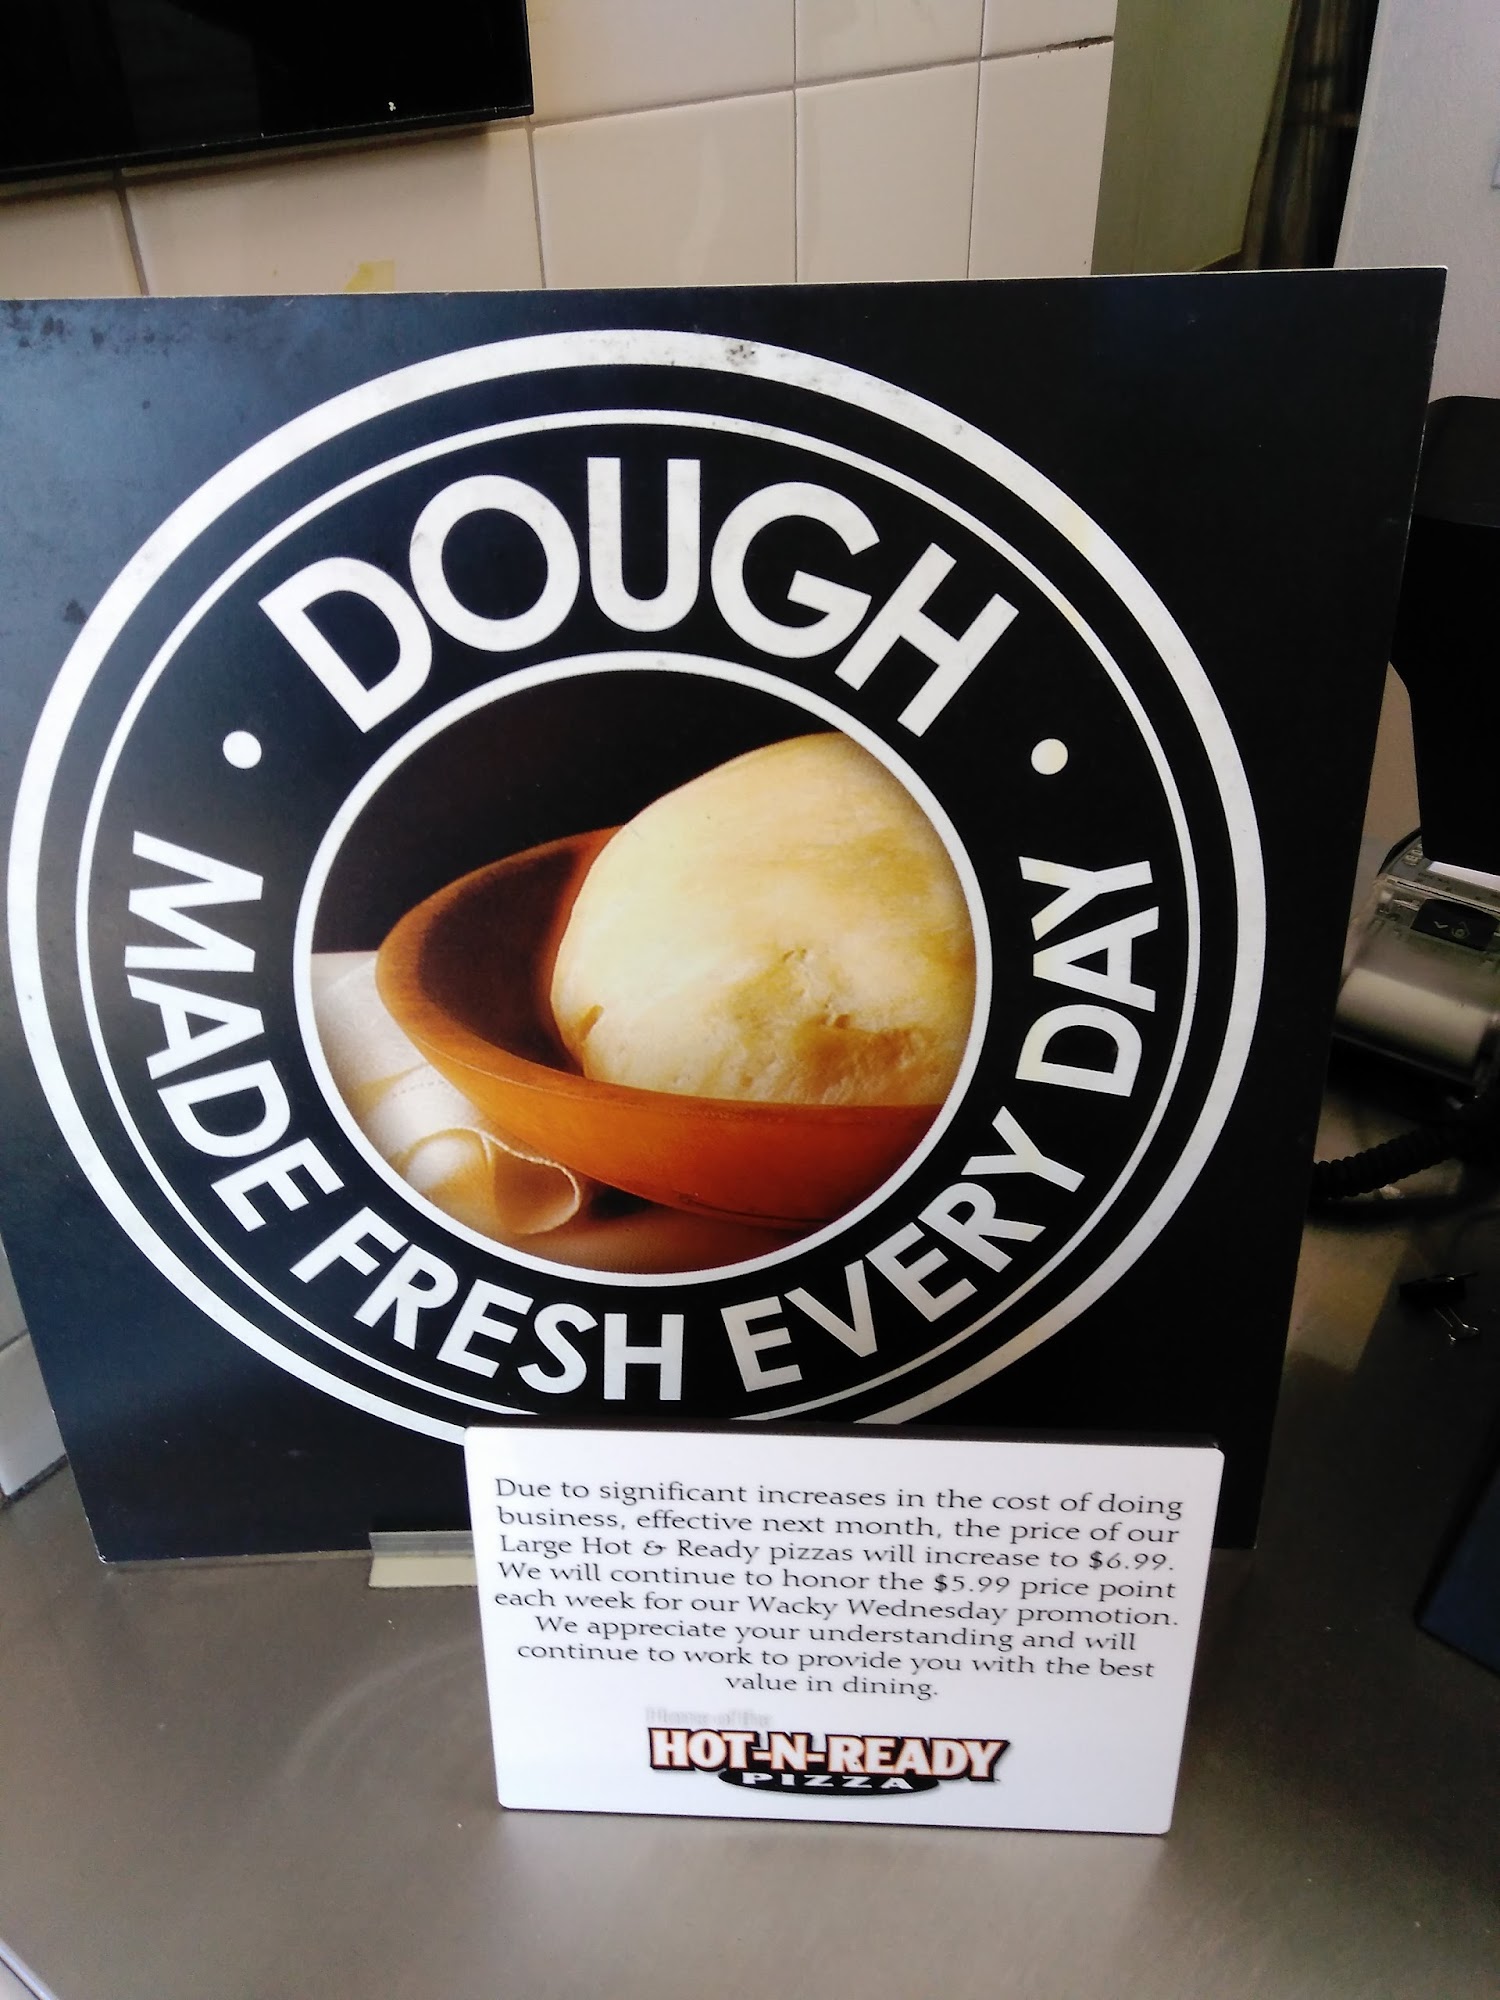 DOUGH
MADE FRESH EVERY DAY
Due to significant increases in the cost of doing
business, effective next month, the price of our
Large Hot & Ready pizzas will increase to $6.99.
We will continue to honor the $5.99 price point
each week for our Wacky Wednesday promotion.
We appreciate your understanding and will
continue to work to provide you with the best
value in dining.
Home of the
HOT-N-READY
PIZZA